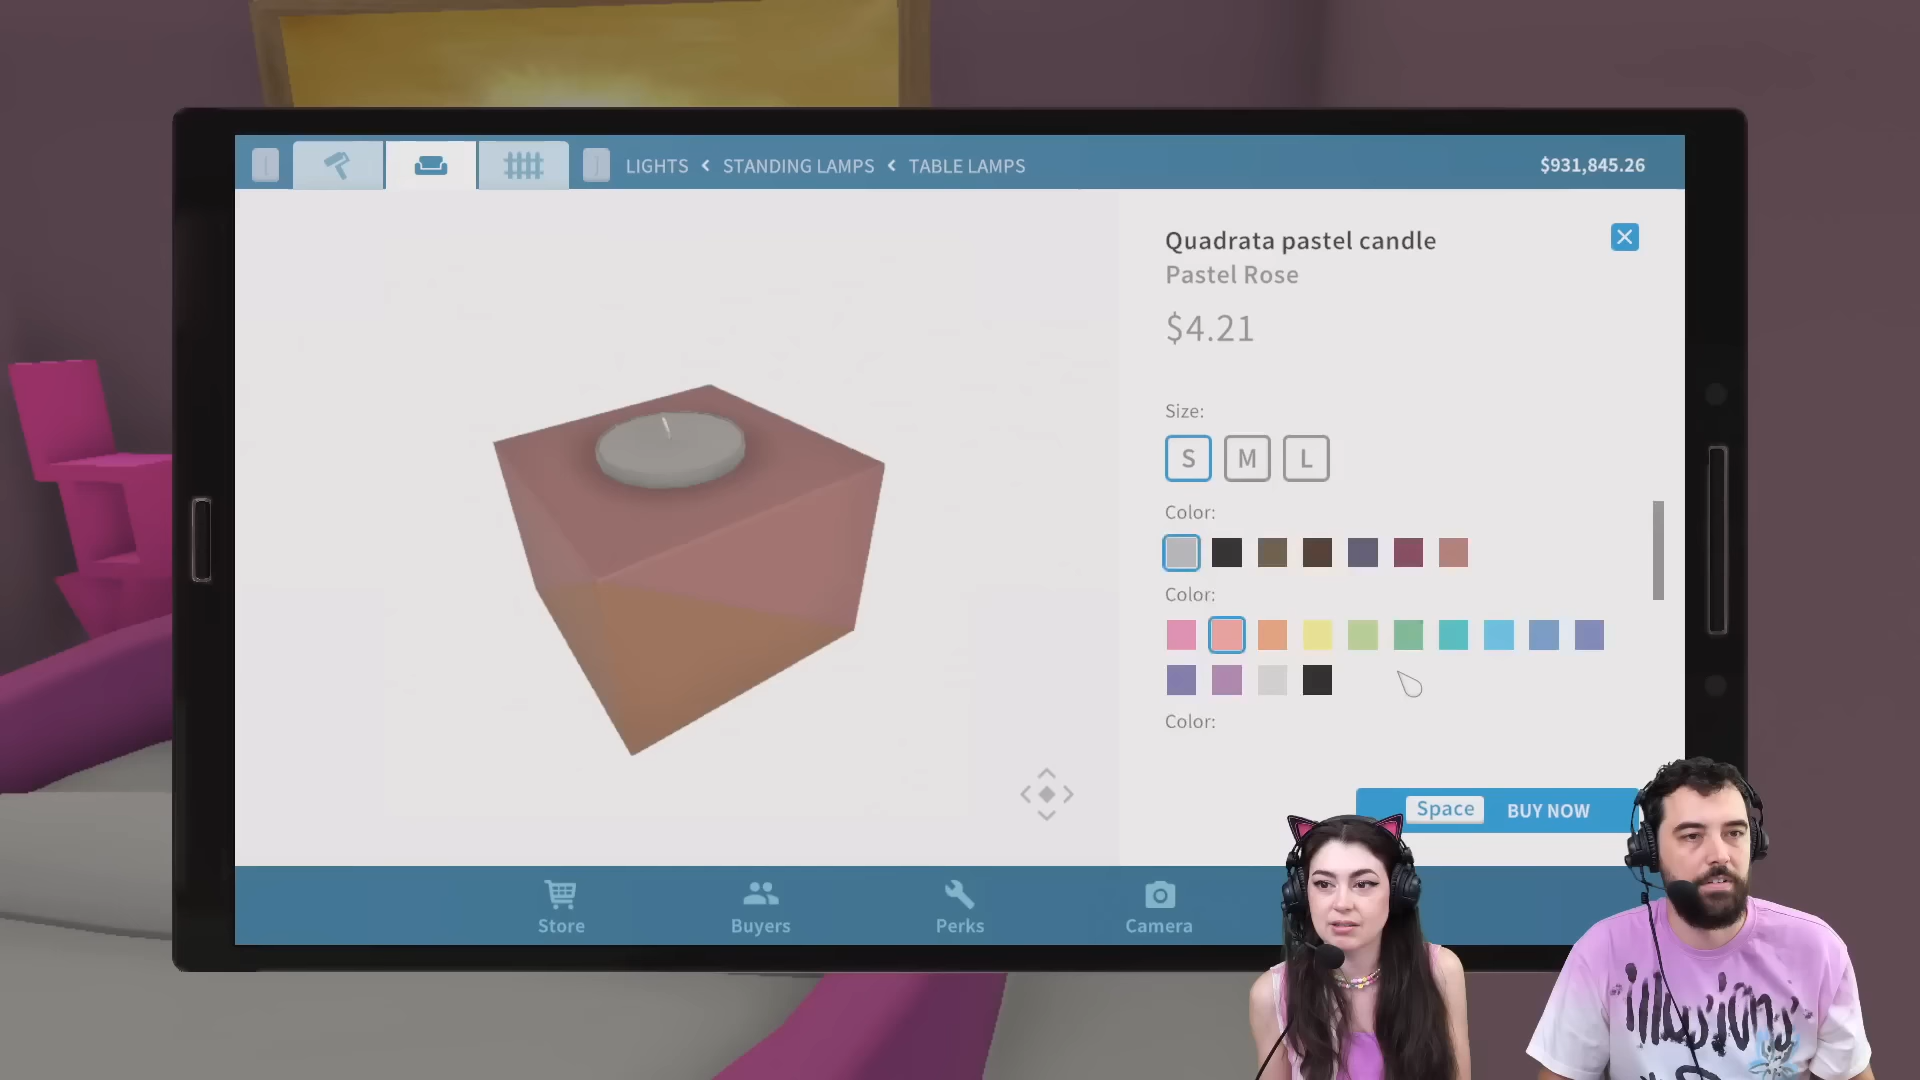 LIGHTS < STANDING LAMPS < TABLE LAMPS
$931,845.26
Quadrata pastel candle
Pastel Rose
$4.21
Size:
S M L
Color:
Color:
Color:
Space BUY NOW
Store Buyers Perks Camera
illusions